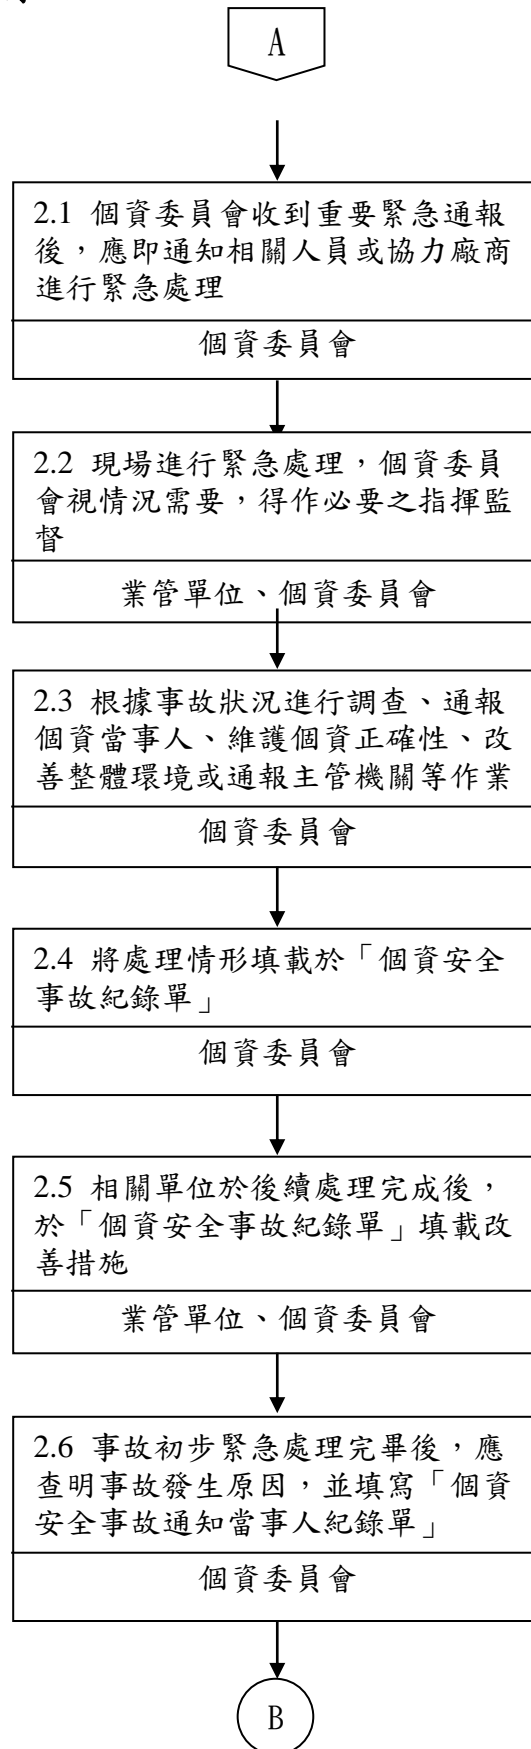 A
2.1 個資委員會收到重要緊急通報
後，應即通知相關人員或協力廠商
進行緊急處理
個資委員會
2.2 現場進行緊急處理，個資委員
會視情況需要，得作必要之指揮監
督
業管單位、個資委員會
2.3 根據事故狀況進行調查、通報
個資當事人、維護個資正確性、改
善整體環境或通報主管機關等作業
個資委員會
2.4 將處理情形填載於「個資安全
事故紀錄單」
個資委員會
2.5 相關單位於後續處理完成後，
於「個資安全事故紀錄單」填載改
善措施
業管單位、個資委員會
2.6 事故初步緊急處理完畢後，應
查明事故發生原因，並填寫「個資
安全事故通知當事人紀錄單」
個資委員會
B